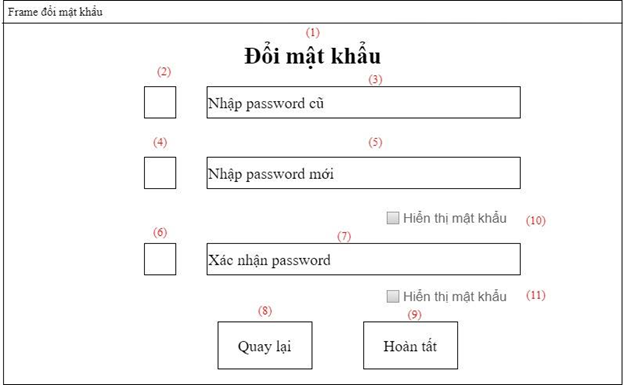 Frame đổi mật khẩu
(1)
Đổi mật khẩu
(2)
(3)
Nhập password cũ
(4)
(5)
Nhập password mới
Hiển thị mật khẩu (10)
(6)
(7)
Xác nhận password
Hiển thị mật khẩu (11)
(8)
(9)
Quay lại
Hoàn tất